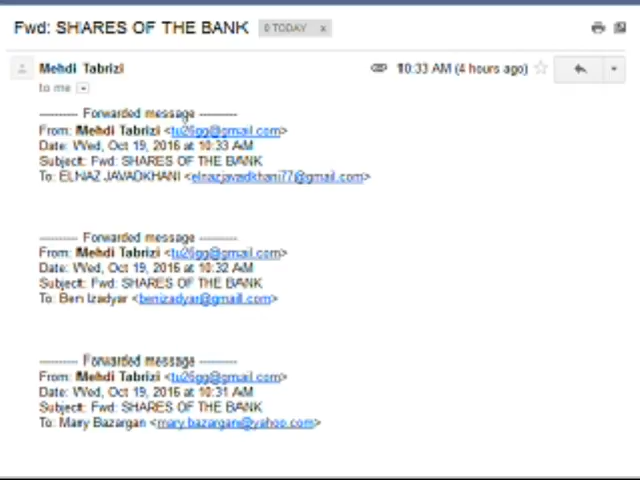 Fwd: SHARES OF THE BANK 0 TODAY x
Mehdi Tabrizi 10:33 AM (4 hours ago)
to me
---------- Forwarded message ----------
From: Mehdi Tabrizi <tu26gg@gmail.com>
Date: Wed, Oct 19, 2016 at 10:33 AM
Subject: Fwd: SHARES OF THE BANK
To: ELNAZ JAVADKHANI <elnazjavadkhani77@gmail.com>
---------- Forwarded message ----------
From: Mehdi Tabrizi <tu26gg@gmail.com>
Date: Wed, Oct 19, 2016 at 10:32 AM
Subject: Fwd: SHARES OF THE BANK
To: Ben Izadyar <benizadyar@gmail.com>
---------- Forwarded message ----------
From: Mehdi Tabrizi <tu26gg@gmail.com>
Date: Wed, Oct 19, 2016 at 10:31 AM
Subject: Fwd: SHARES OF THE BANK
To: Mary Bazargan <mary.bazargan@yahoo.com>